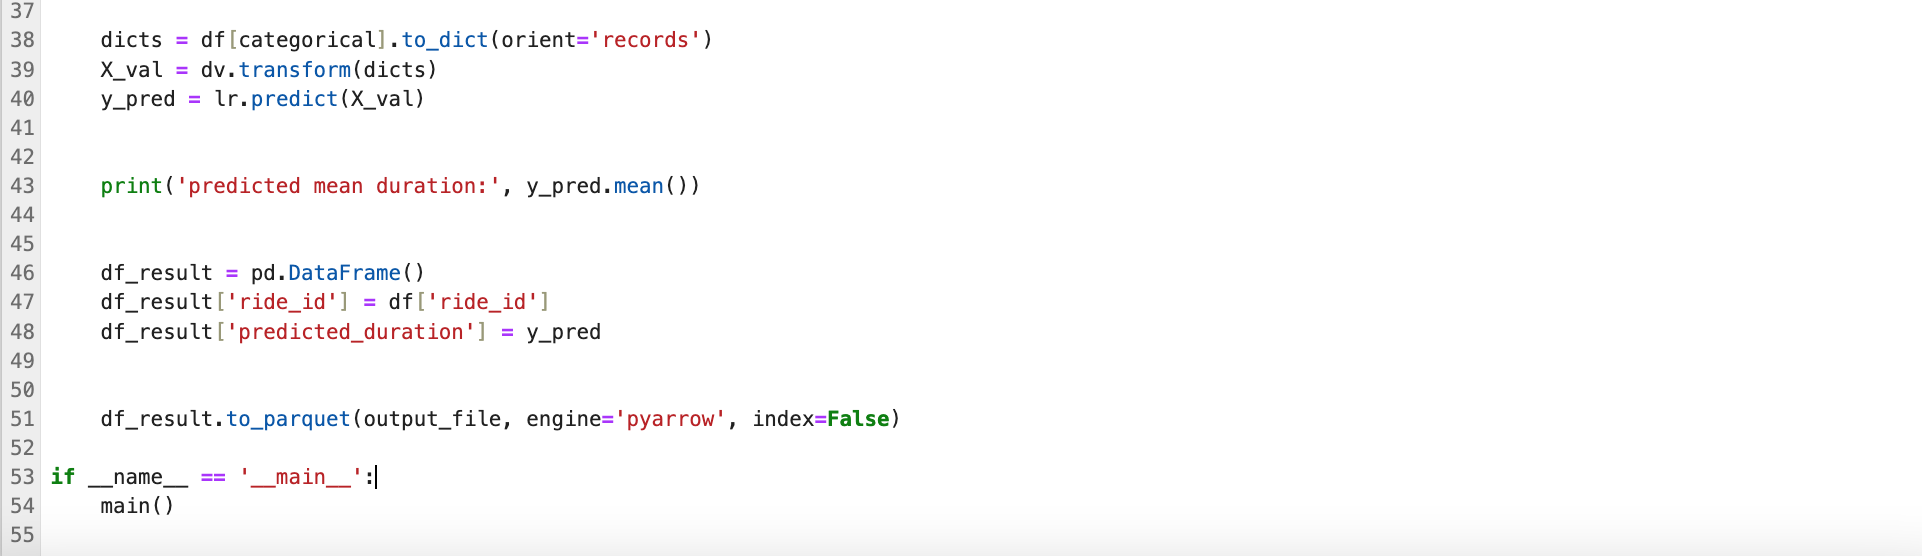 37
38     dicts = df[categorical].to_dict(orient='records')
39     X_val = dv.transform(dicts)
40     y_pred = lr.predict(X_val)
41
42
43     print('predicted mean duration:', y_pred.mean())
44
45
46     df_result = pd.DataFrame()
47     df_result['ride_id'] = df['ride_id']
48     df_result['predicted_duration'] = y_pred
49
50
51     df_result.to_parquet(output_file, engine='pyarrow', index=False)
52
53 if __name__ == '__main__':
54     main()
55